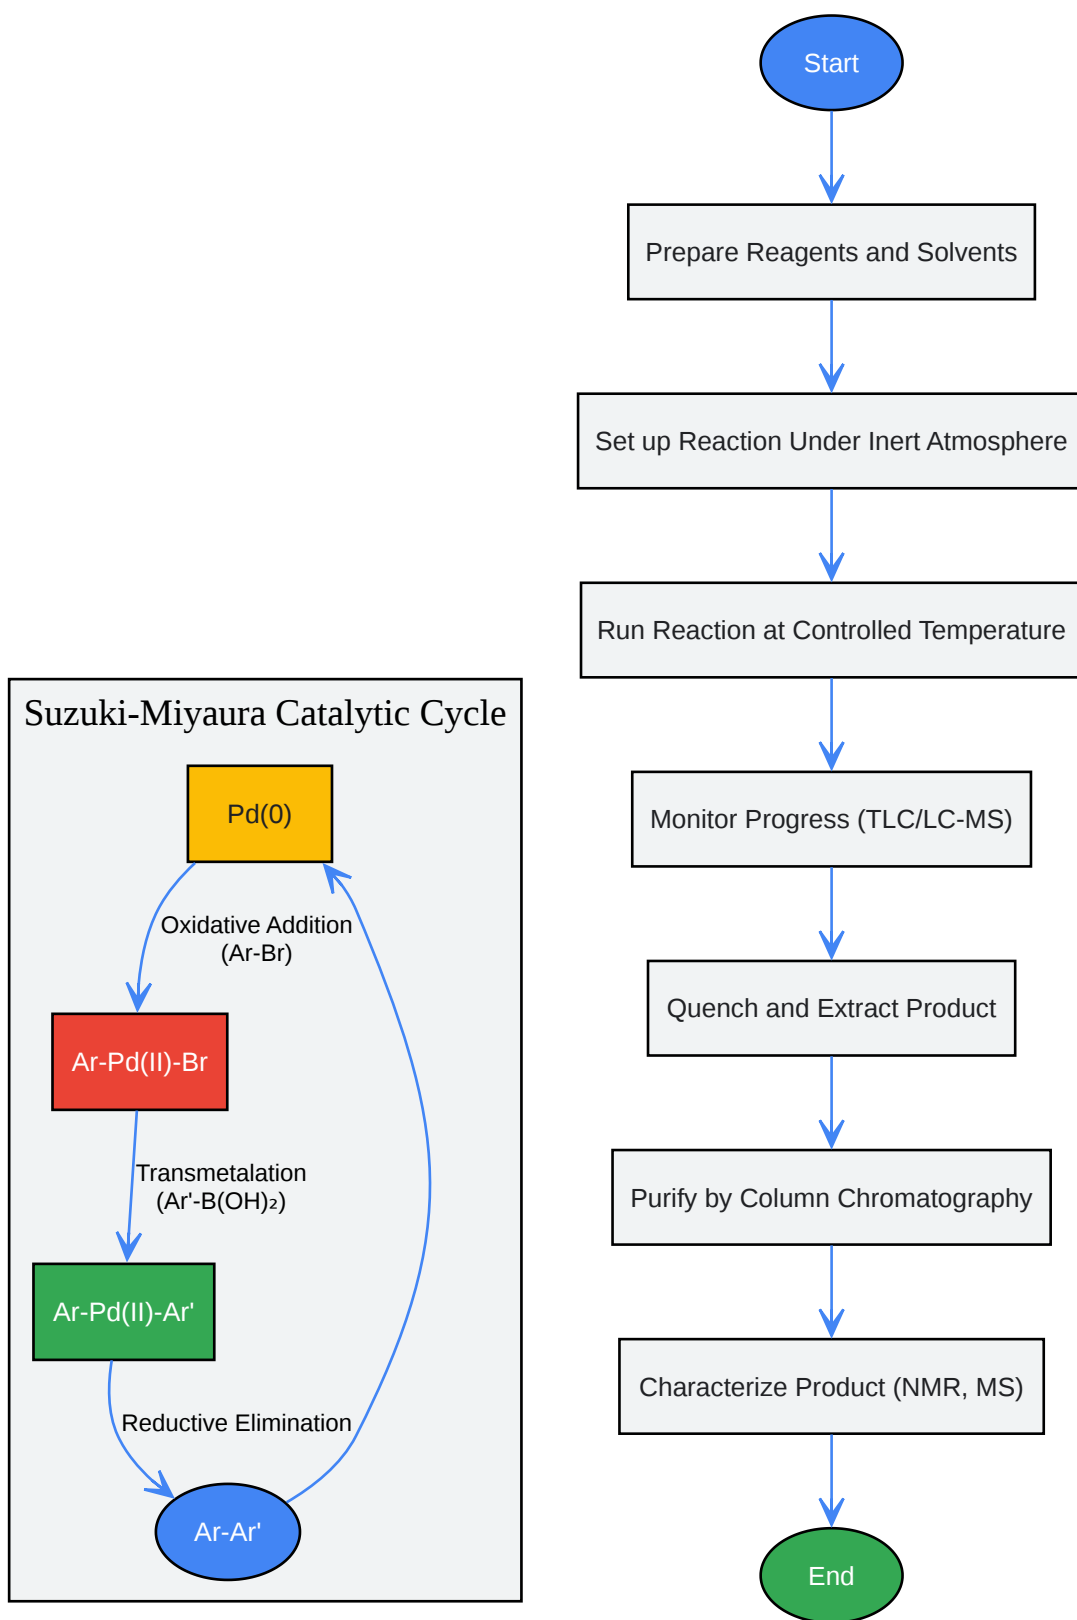 Start
Prepare Reagents and Solvents
Set up Reaction Under Inert Atmosphere
Run Reaction at Controlled Temperature
Monitor Progress (TLC/LC-MS)
Quench and Extract Product
Purify by Column Chromatography
Characterize Product (NMR, MS)
End
Suzuki-Miyaura Catalytic Cycle
Pd(0)
Oxidative Addition
(Ar-Br)
Ar-Pd(II)-Br
Transmetalation
(Ar'-B(OH)₂)
Ar-Pd(II)-Ar'
Reductive Elimination
Ar-Ar'